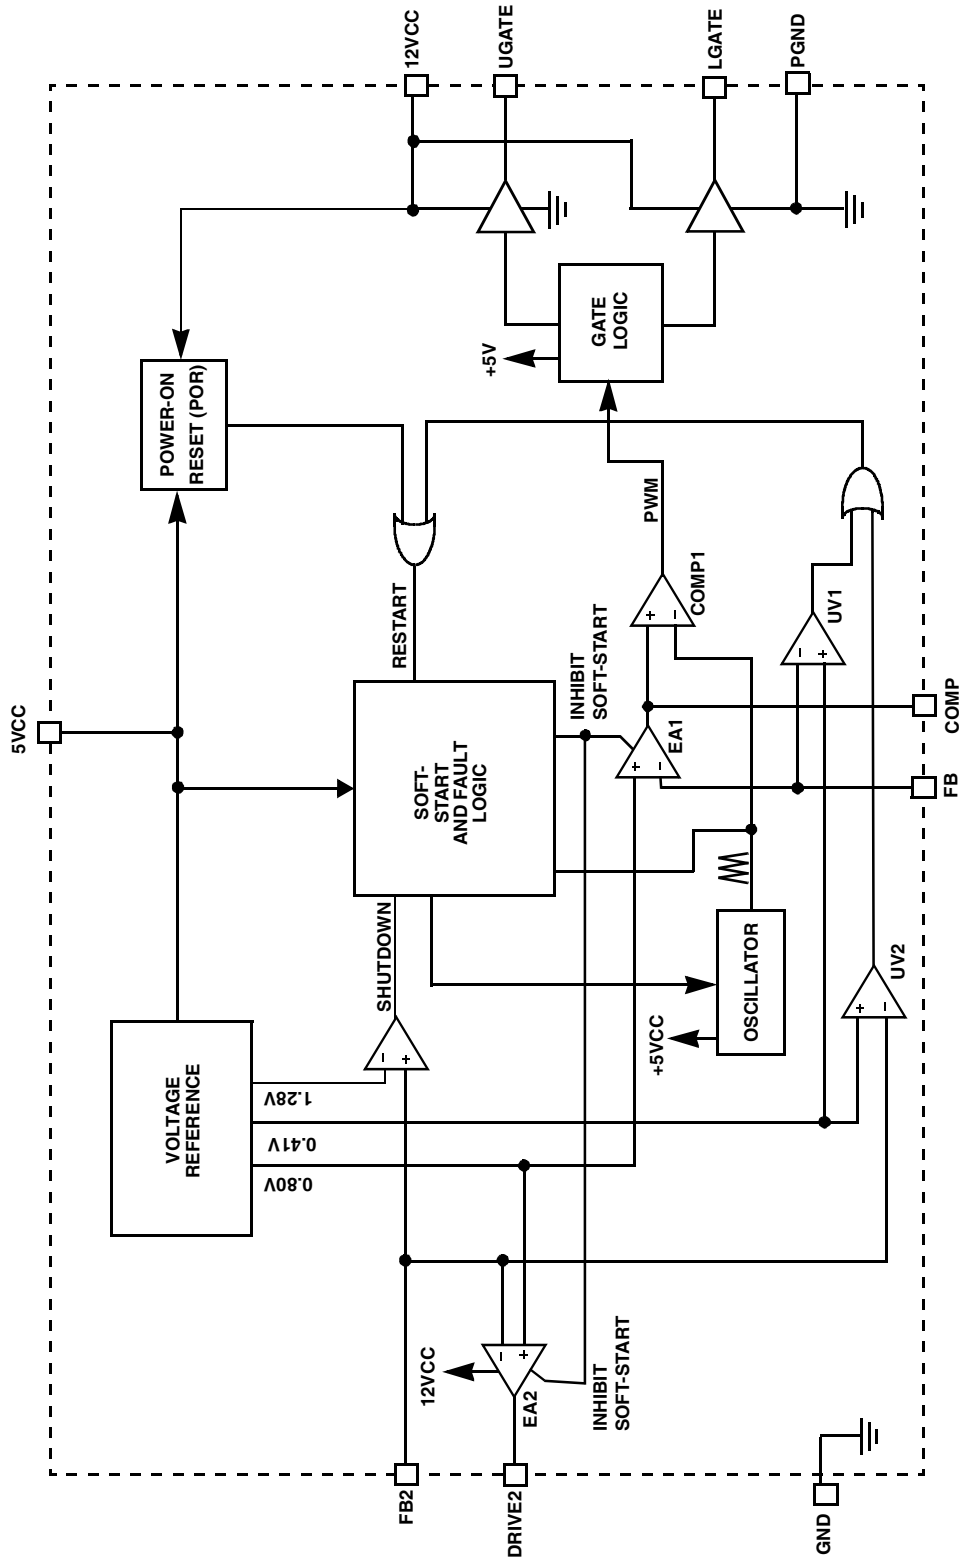 5VCC
12VCC
UGATE
LGATE
PGND
POWER-ON
RESET (POR)
VOLTAGE
REFERENCE
1.28V
0.41V
0.80V
SHUTDOWN
SOFT-
START
AND FAULT
LOGIC
RESTART
+5V
GATE
LOGIC
PWM
COMP1
+
–
INHIBIT
SOFT-START
EA1
+
–
UV1
–
+
UV2
+
–
OSCILLATOR
+5VCC
–
+
12VCC
EA2
–
+
INHIBIT
SOFT-START
FB2
DRIVE2
GND
FB
COMP